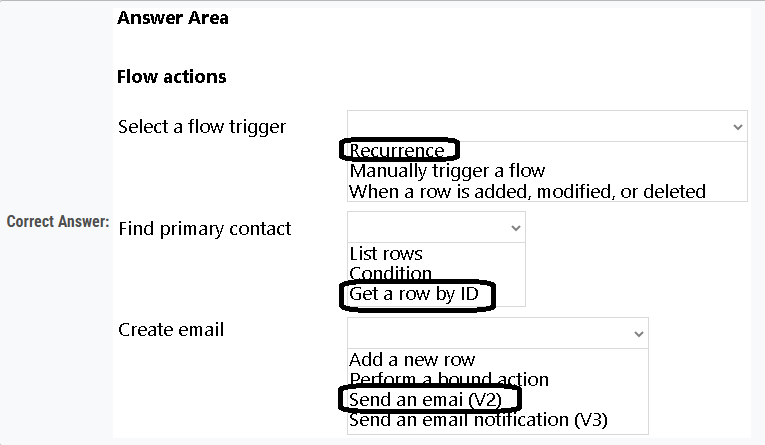 Answer Area
Flow actions
Select a flow trigger
Recurrence
Manually trigger a flow
When a row is added, modified, or deleted
Correct Answer:
Find primary contact
List rows
Condition
Get a row by ID
Create email
Add a new row
Perform a bound action
Send an emai (V2)
Send an email notification (V3)